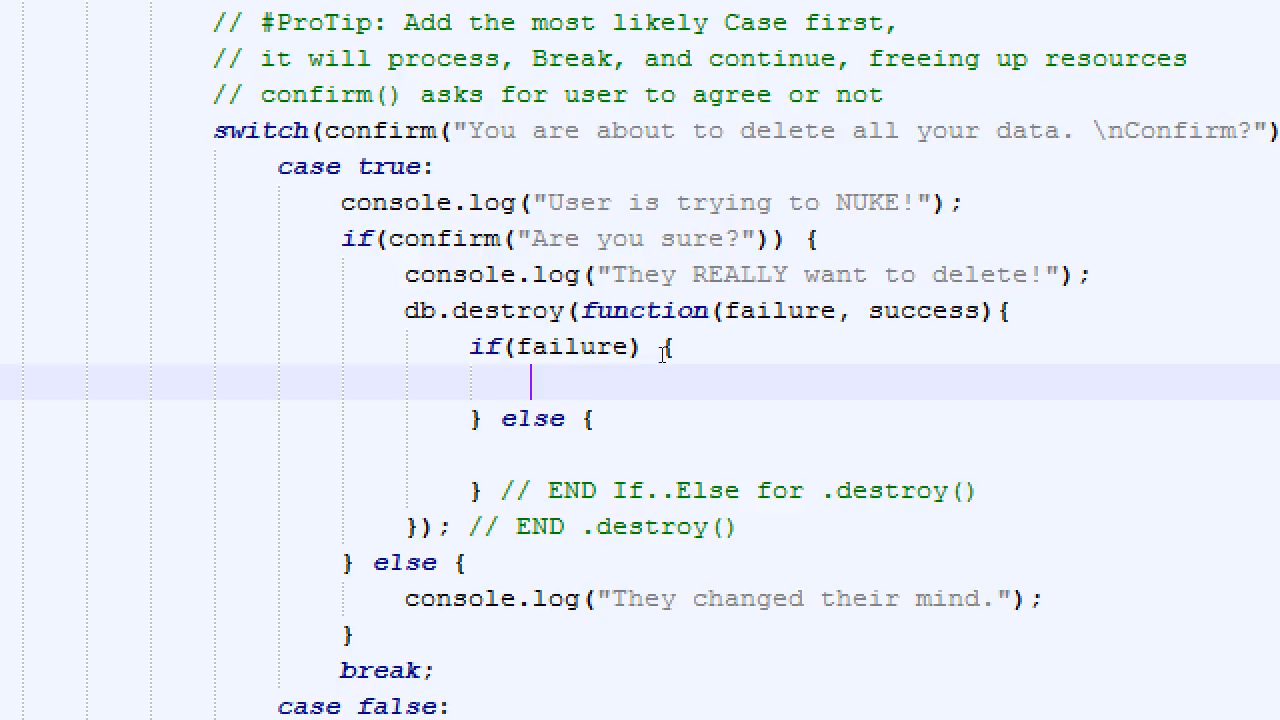 // #ProTip: Add the most likely Case first,
// it will process, Break, and continue, freeing up resources
// confirm() asks for user to agree or not
switch(confirm("You are about to delete all your data. \nConfirm?")
case true:
console.log("User is trying to NUKE!");
if(confirm("Are you sure?")) {
console.log("They REALLY want to delete!");
db.destroy(function(failure, success){
if(failure) {
} else {
} // END If..Else for .destroy()
}); // END .destroy()
} else {
console.log("They changed their mind.");
}
break;
case false: